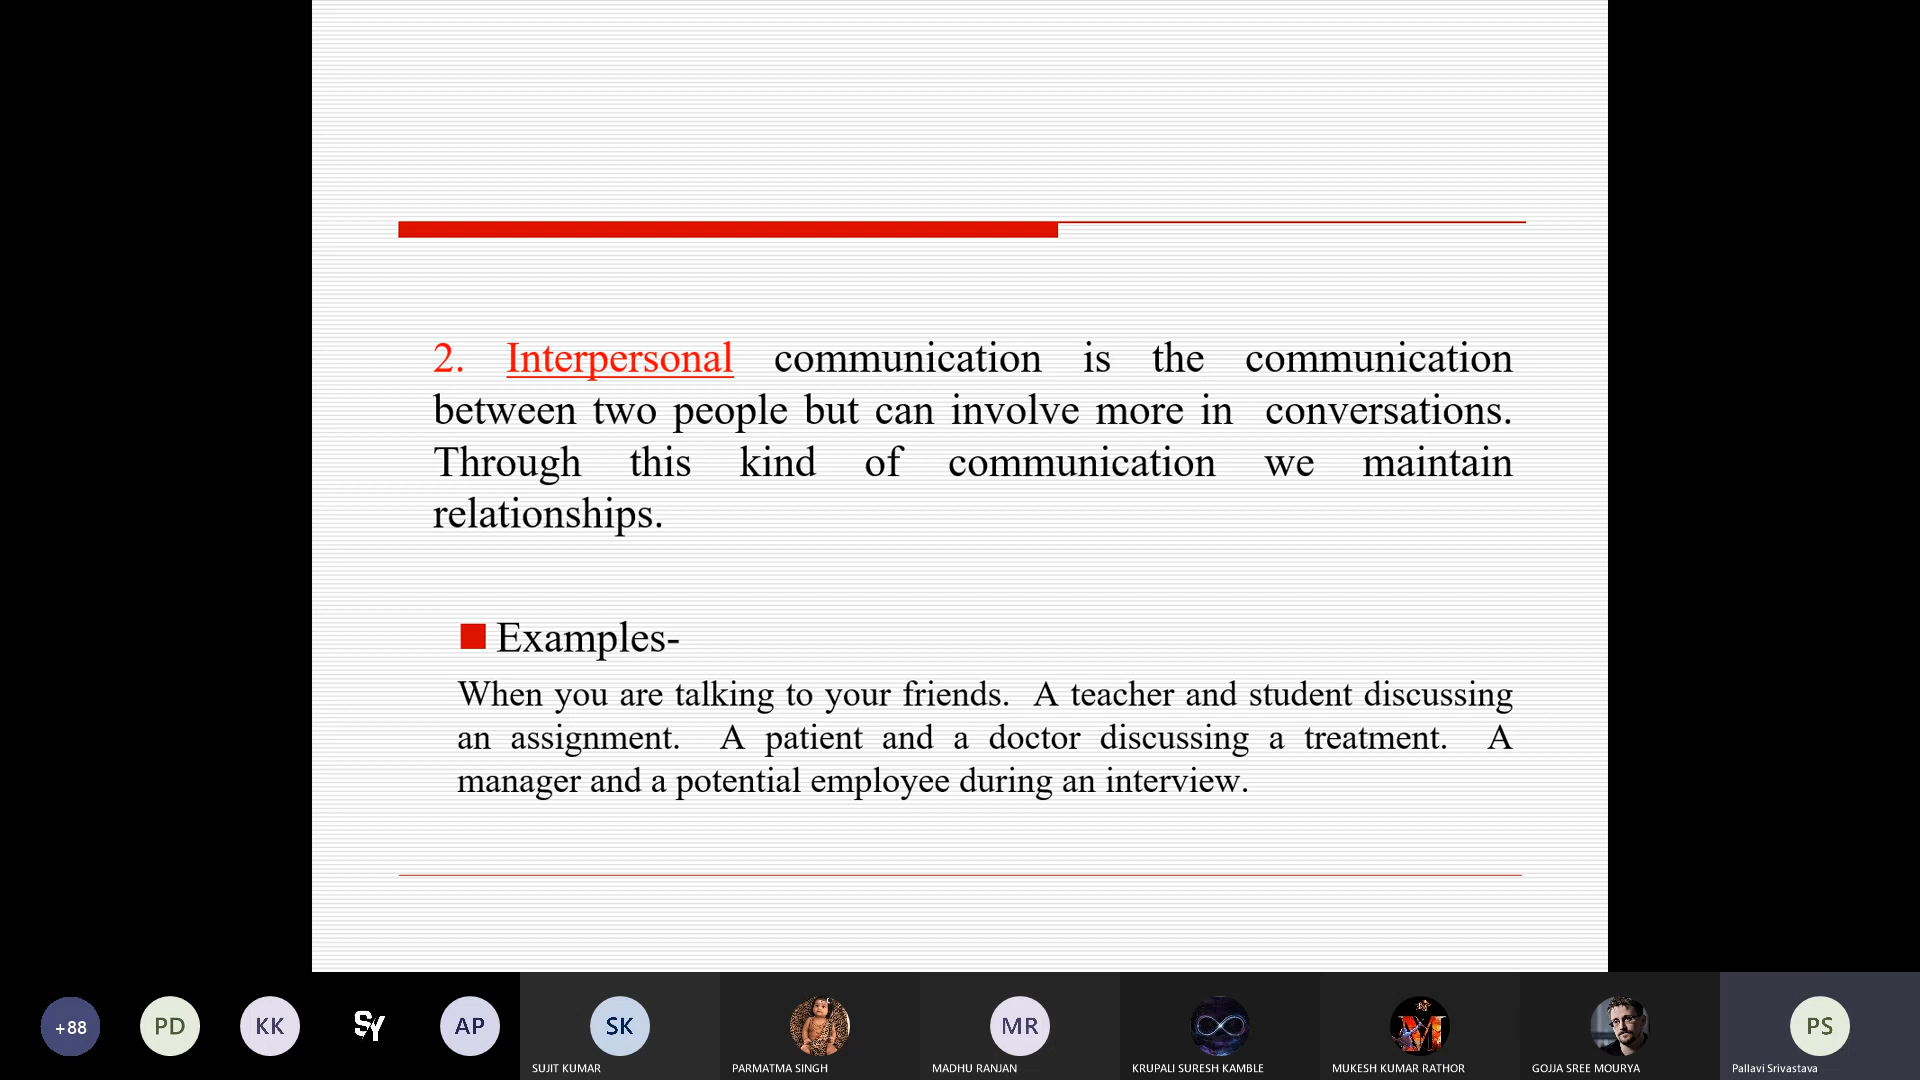 2. Interpersonal communication is the communication
between two people but can involve more in conversations.
Through this kind of communication we maintain
relationships.
Examples-
When you are talking to your friends. A teacher and student discussing
an assignment. A patient and a doctor discussing a treatment. A
manager and a potential employee during an interview.
+88
PD
KK
SY
AP
SK
MR
M
PS
SUJIT KUMAR
PARMATMA SINGH
MADHU RANJAN
KRUPALI SURESH KAMBLE
MUKESH KUMAR RATHOR
GOJJA SREE MOURYA
Pallavi Srivastava